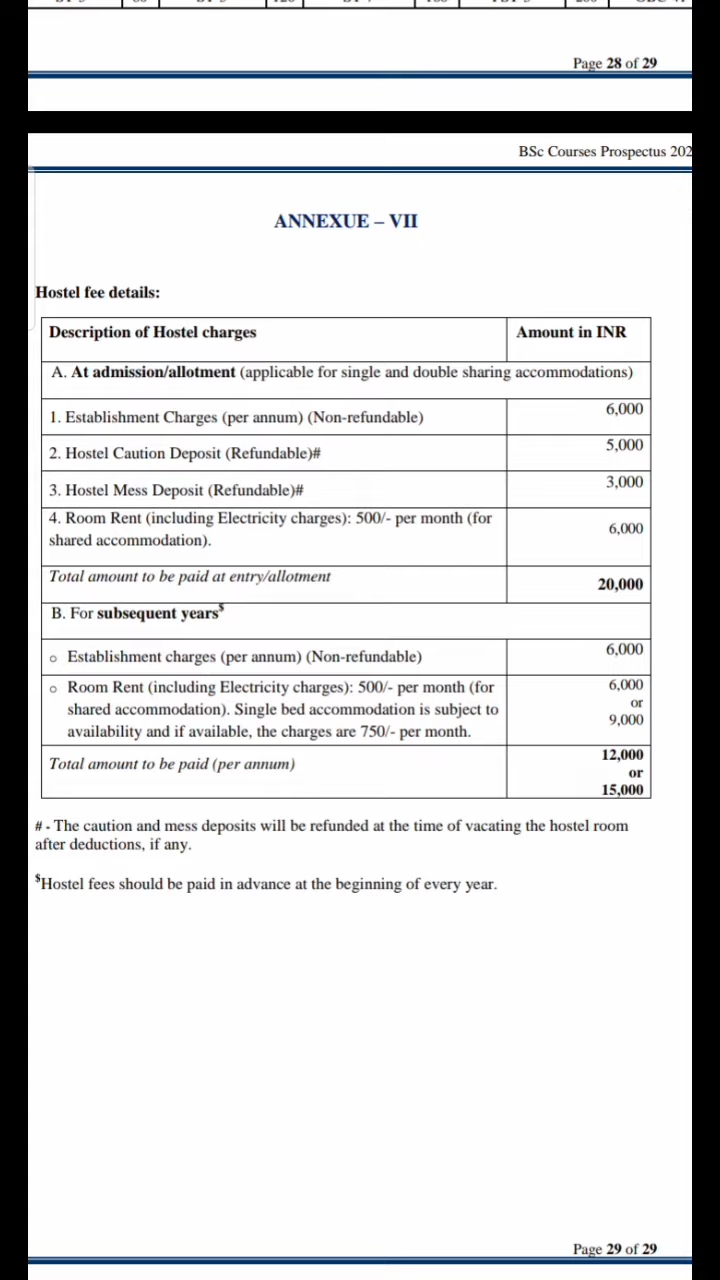 Page 28 of 29
BSc Courses Prospectus 202
ANNEXUE – VII
Hostel fee details:
Description of Hostel charges
Amount in INR
A. At admission/allotment (applicable for single and double sharing accommodations)
1. Establishment Charges (per annum) (Non-refundable)
6,000
2. Hostel Caution Deposit (Refundable)#
5,000
3. Hostel Mess Deposit (Refundable)#
3,000
4. Room Rent (including Electricity charges): 500/- per month (for
shared accommodation).
6,000
Total amount to be paid at entry/allotment
20,000
B. For subsequent years$
o Establishment charges (per annum) (Non-refundable)
6,000
o Room Rent (including Electricity charges): 500/- per month (for
shared accommodation). Single bed accommodation is subject to
availability and if available, the charges are 750/- per month.
6,000
or
9,000
Total amount to be paid (per annum)
12,000
or
15,000
# - The caution and mess deposits will be refunded at the time of vacating the hostel room
after deductions, if any.
$Hostel fees should be paid in advance at the beginning of every year.
Page 29 of 29